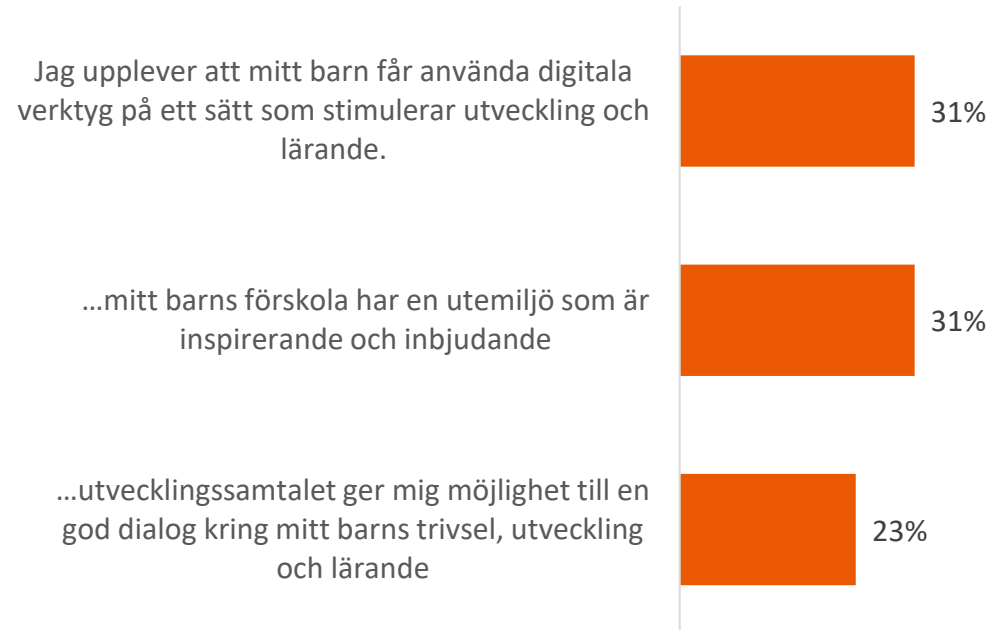 Jag upplever att mitt barn får använda digitala
verktyg på ett sätt som stimulerar utveckling och
lärande.
31%
…mitt barns förskola har en utemiljö som är
inspirerande och inbjudande
31%
…utvecklingssamtalet ger mig möjlighet till en
god dialog kring mitt barns trivsel, utveckling
och lärande
23%